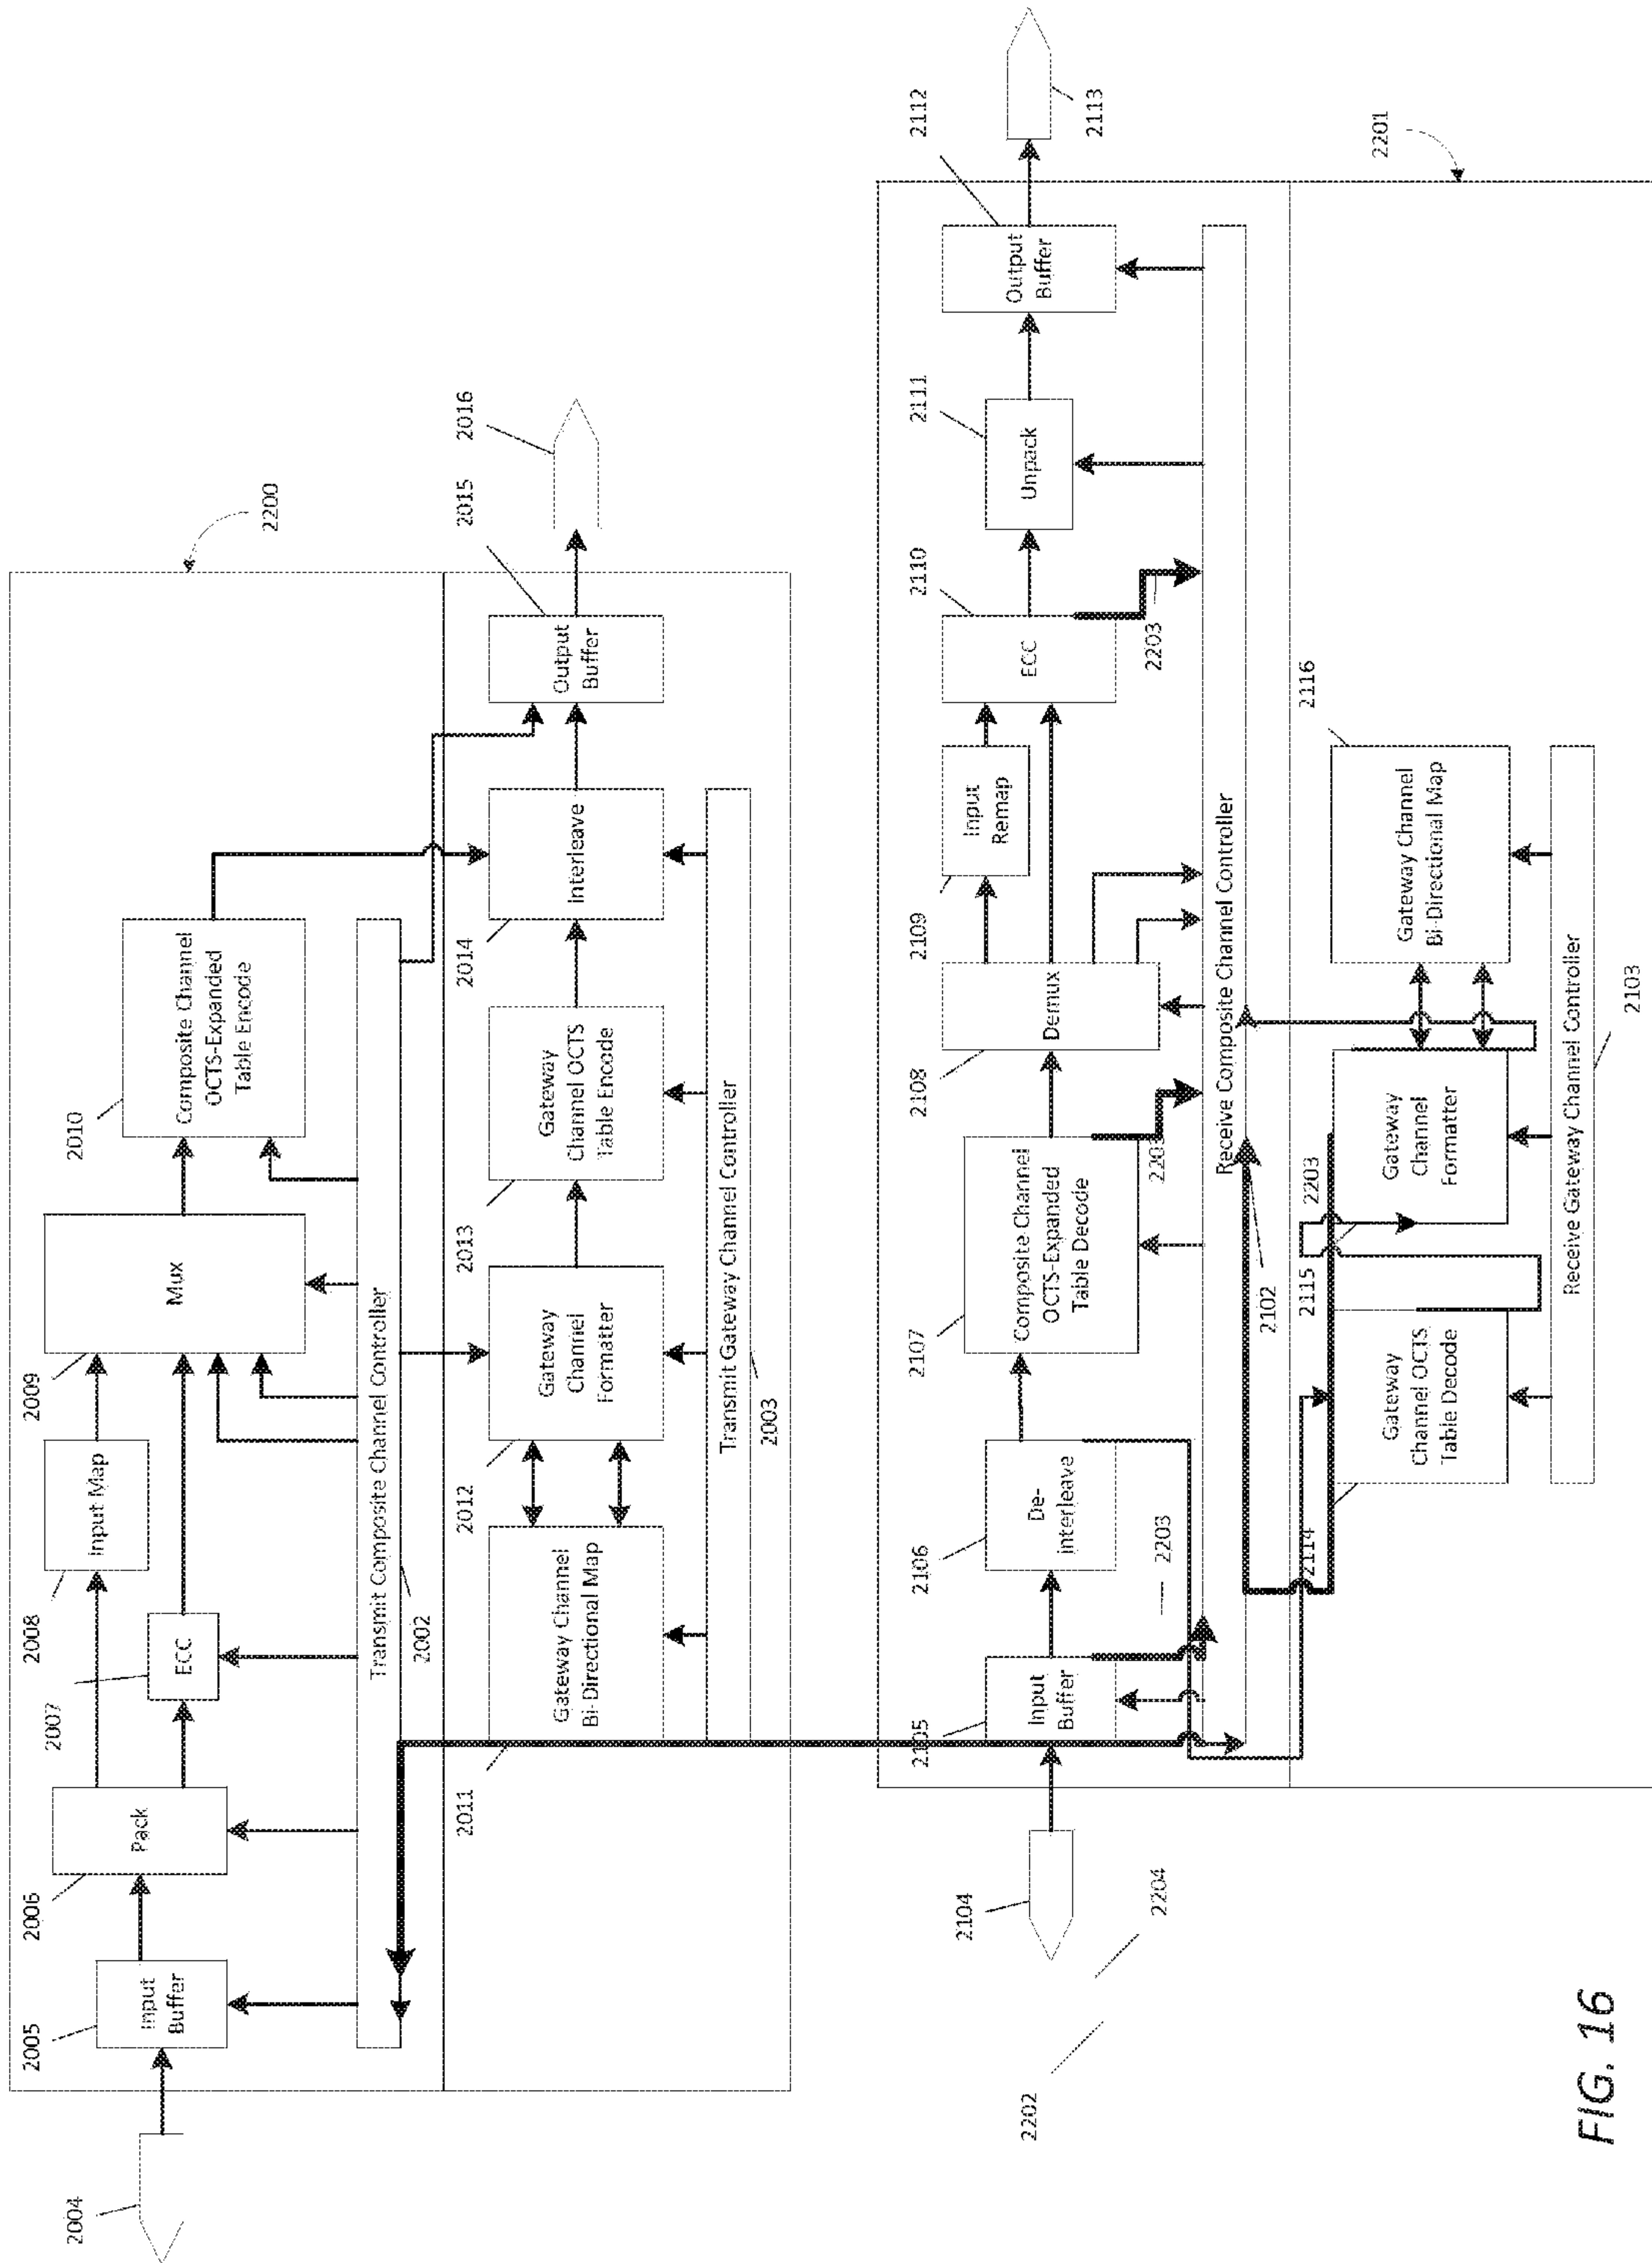 2004
2005
Input
Buffer
2006
Pack
2007
ECC
2008
Input Map
2009
Mux
2010
Composite Channel
OCTS-Expanded
Table Encode
2200
Transmit Composite Channel Controller
2002
2011
Gateway Channel
Bi-Directional Map
2012
Gateway
Channel
Formatter
2013
Gateway
Channel OCTS
Table Encode
2014
Interleave
2015
Output
Buffer
2016
Transmit Gateway Channel Controller
2003
2202
2204
2104
2105
Input
Buffer
2106
De-
interleave
2203
2107
Composite Channel
OCTS-Expanded
Table Decode
2203
2108
Demux
2109
Input
Remap
2110
ECC
2203
2111
Unpack
2112
Output
Buffer
2113
Receive Composite Channel Controller
2102
2201
2114
Gateway
Channel OCTS
Table Decode
2115
2203
Gateway
Channel
Formatter
2116
Gateway Channel
Bi-Directional Map
Receive Gateway Channel Controller
2103
FIG. 16